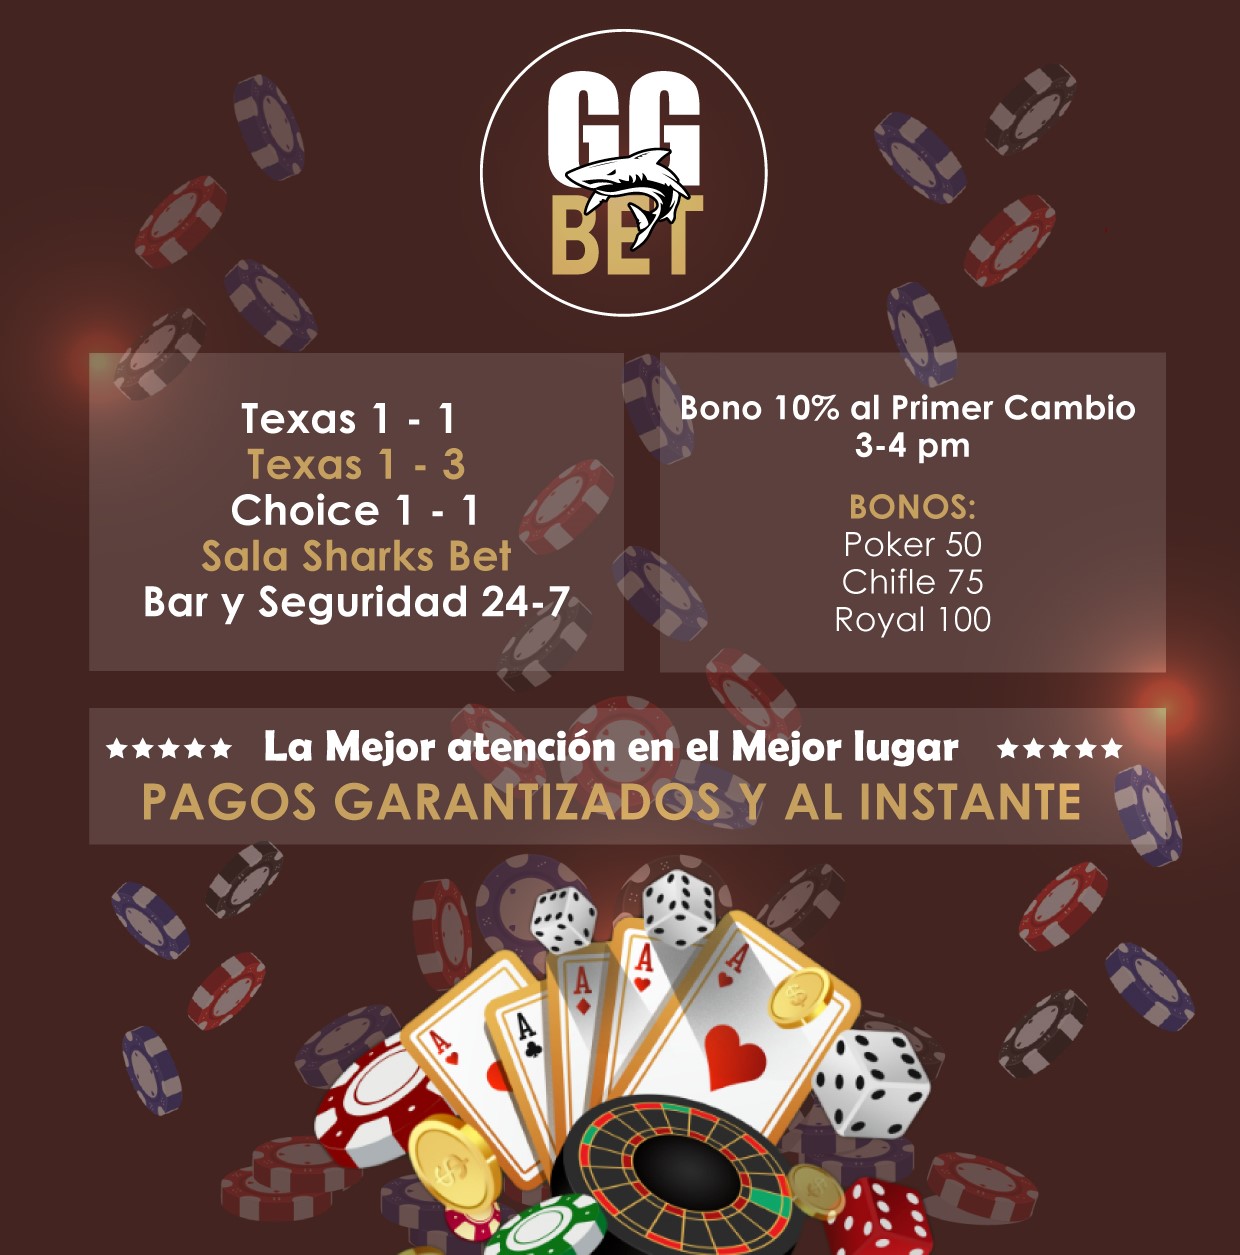 GG
BET
Texas 1 - 1
Texas 1 - 3
Choice 1 - 1
Sala Sharks Bet
Bar y Seguridad 24-7
Bono 10% al Primer Cambio
3-4 pm
BONOS:
Poker 50
Chifle 75
Royal 100
La Mejor atención en el Mejor lugar
PAGOS GARANTIZADOS Y AL INSTANTE
A
A
A
A
A